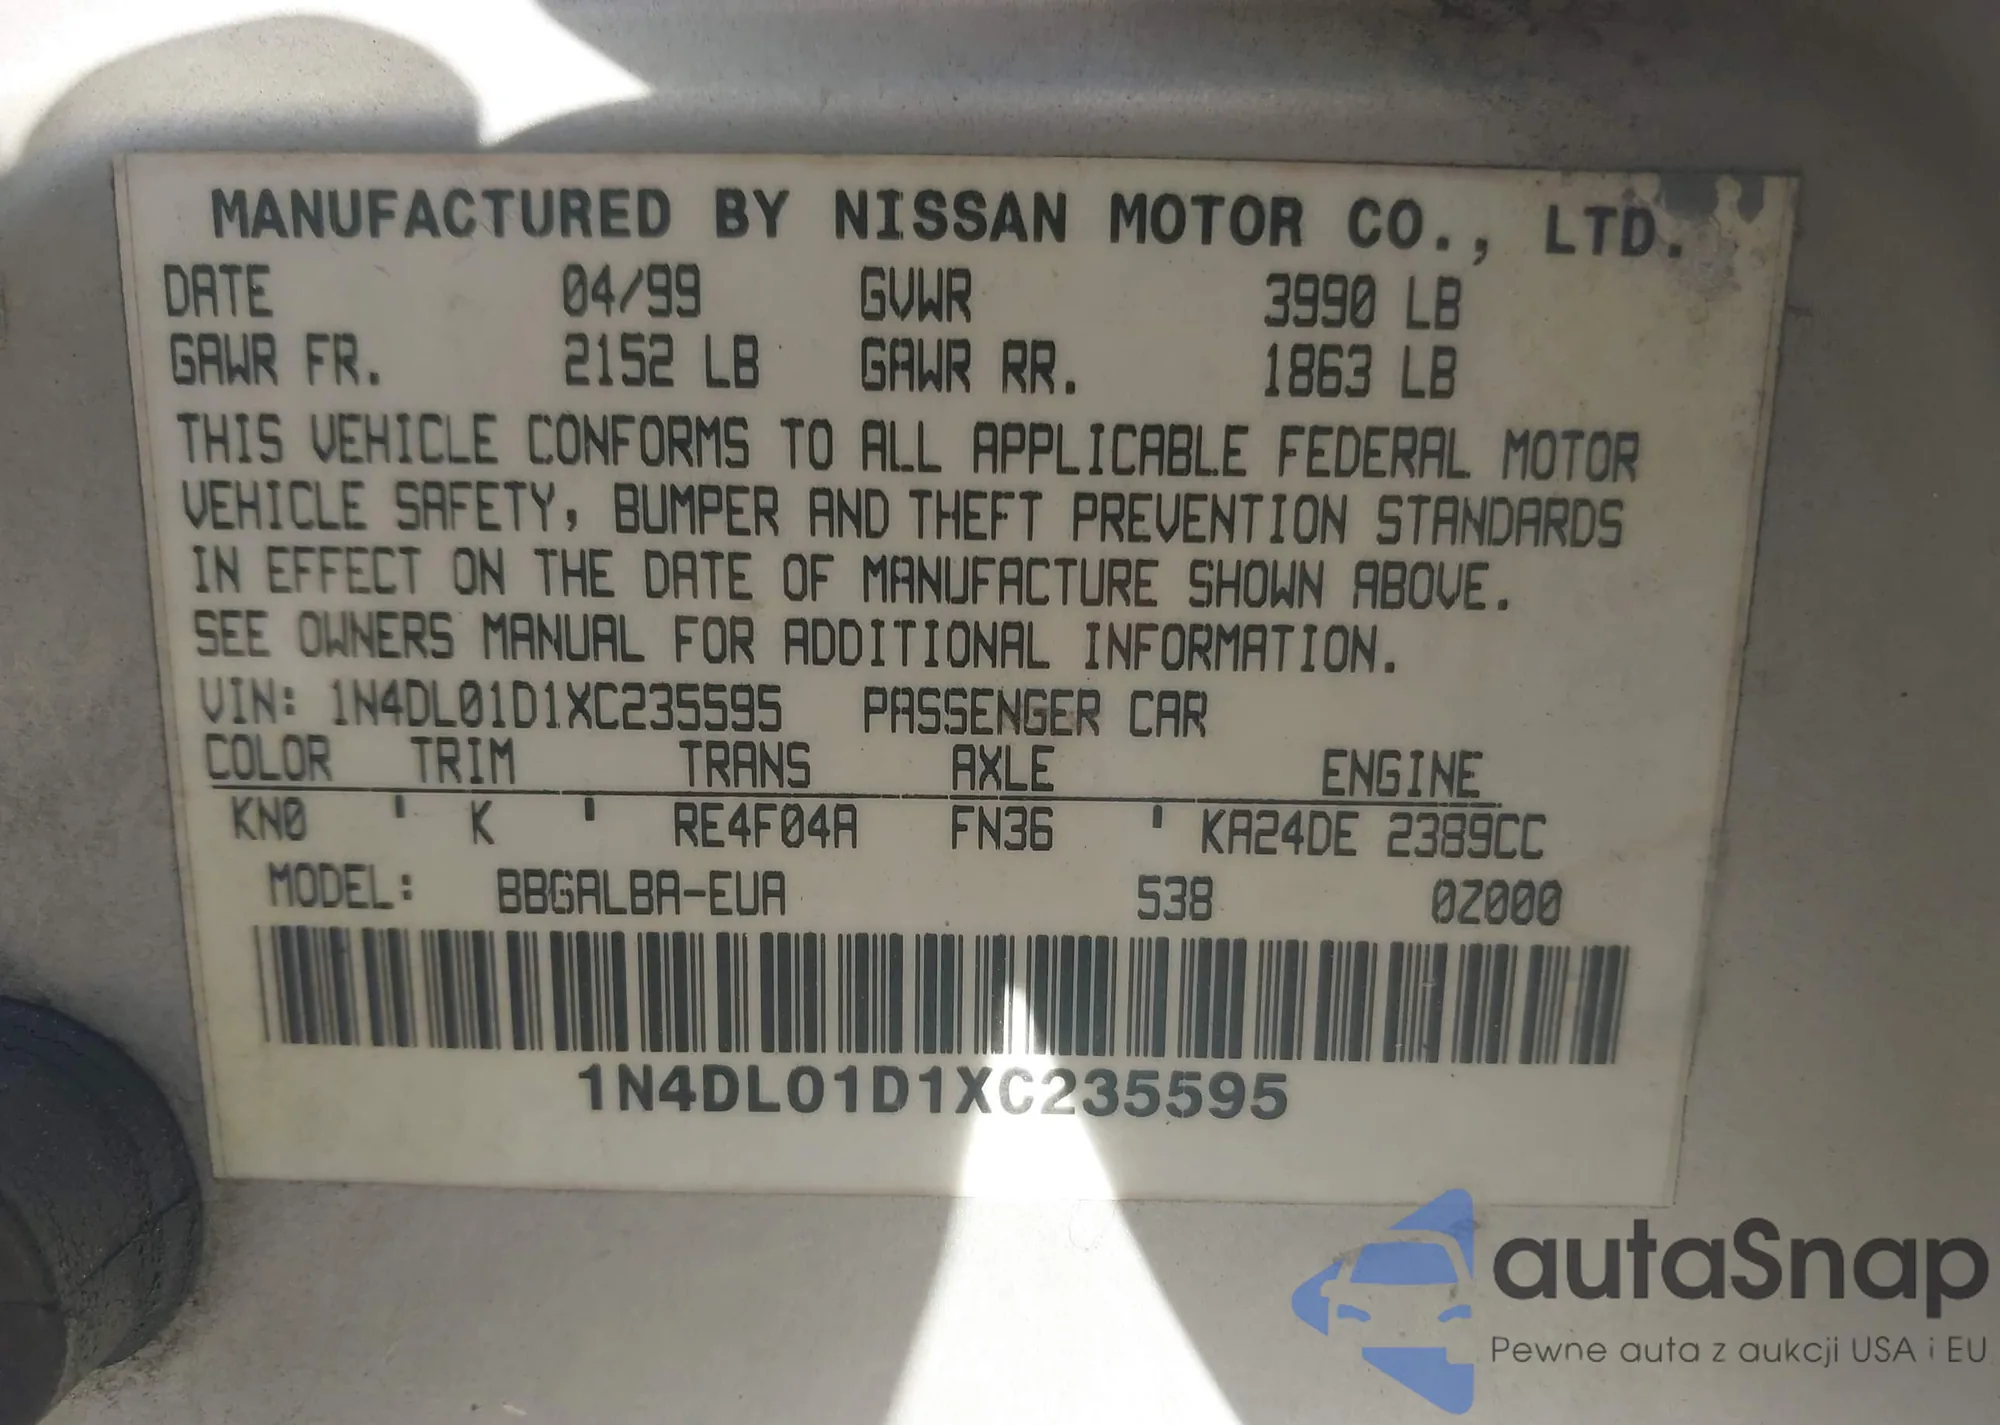 MANUFACTURED BY NISSAN MOTOR CO., LTD.
DATE 04/99 GVWR 3990 LB
GAWR FR. 2152 LB GAWR RR. 1863 LB
THIS VEHICLE CONFORMS TO ALL APPLICABLE FEDERAL MOTOR
VEHICLE SAFETY, BUMPER AND THEFT PREVENTION STANDARDS
IN EFFECT ON THE DATE OF MANUFACTURE SHOWN ABOVE.
SEE OWNERS MANUAL FOR ADDITIONAL INFORMATION.
VIN: 1N4DL01D1XC235595 PASSENGER CAR
COLOR TRIM TRANS AXLE ENGINE
KN0 ' K ' RE4F04A FN36 ' KA24DE 2389CC
MODEL: BBGALBA-EUA 538 0Z000
1N4DL01D1XC235595
autaSnap
Pewne auta z aukcji USA i EU